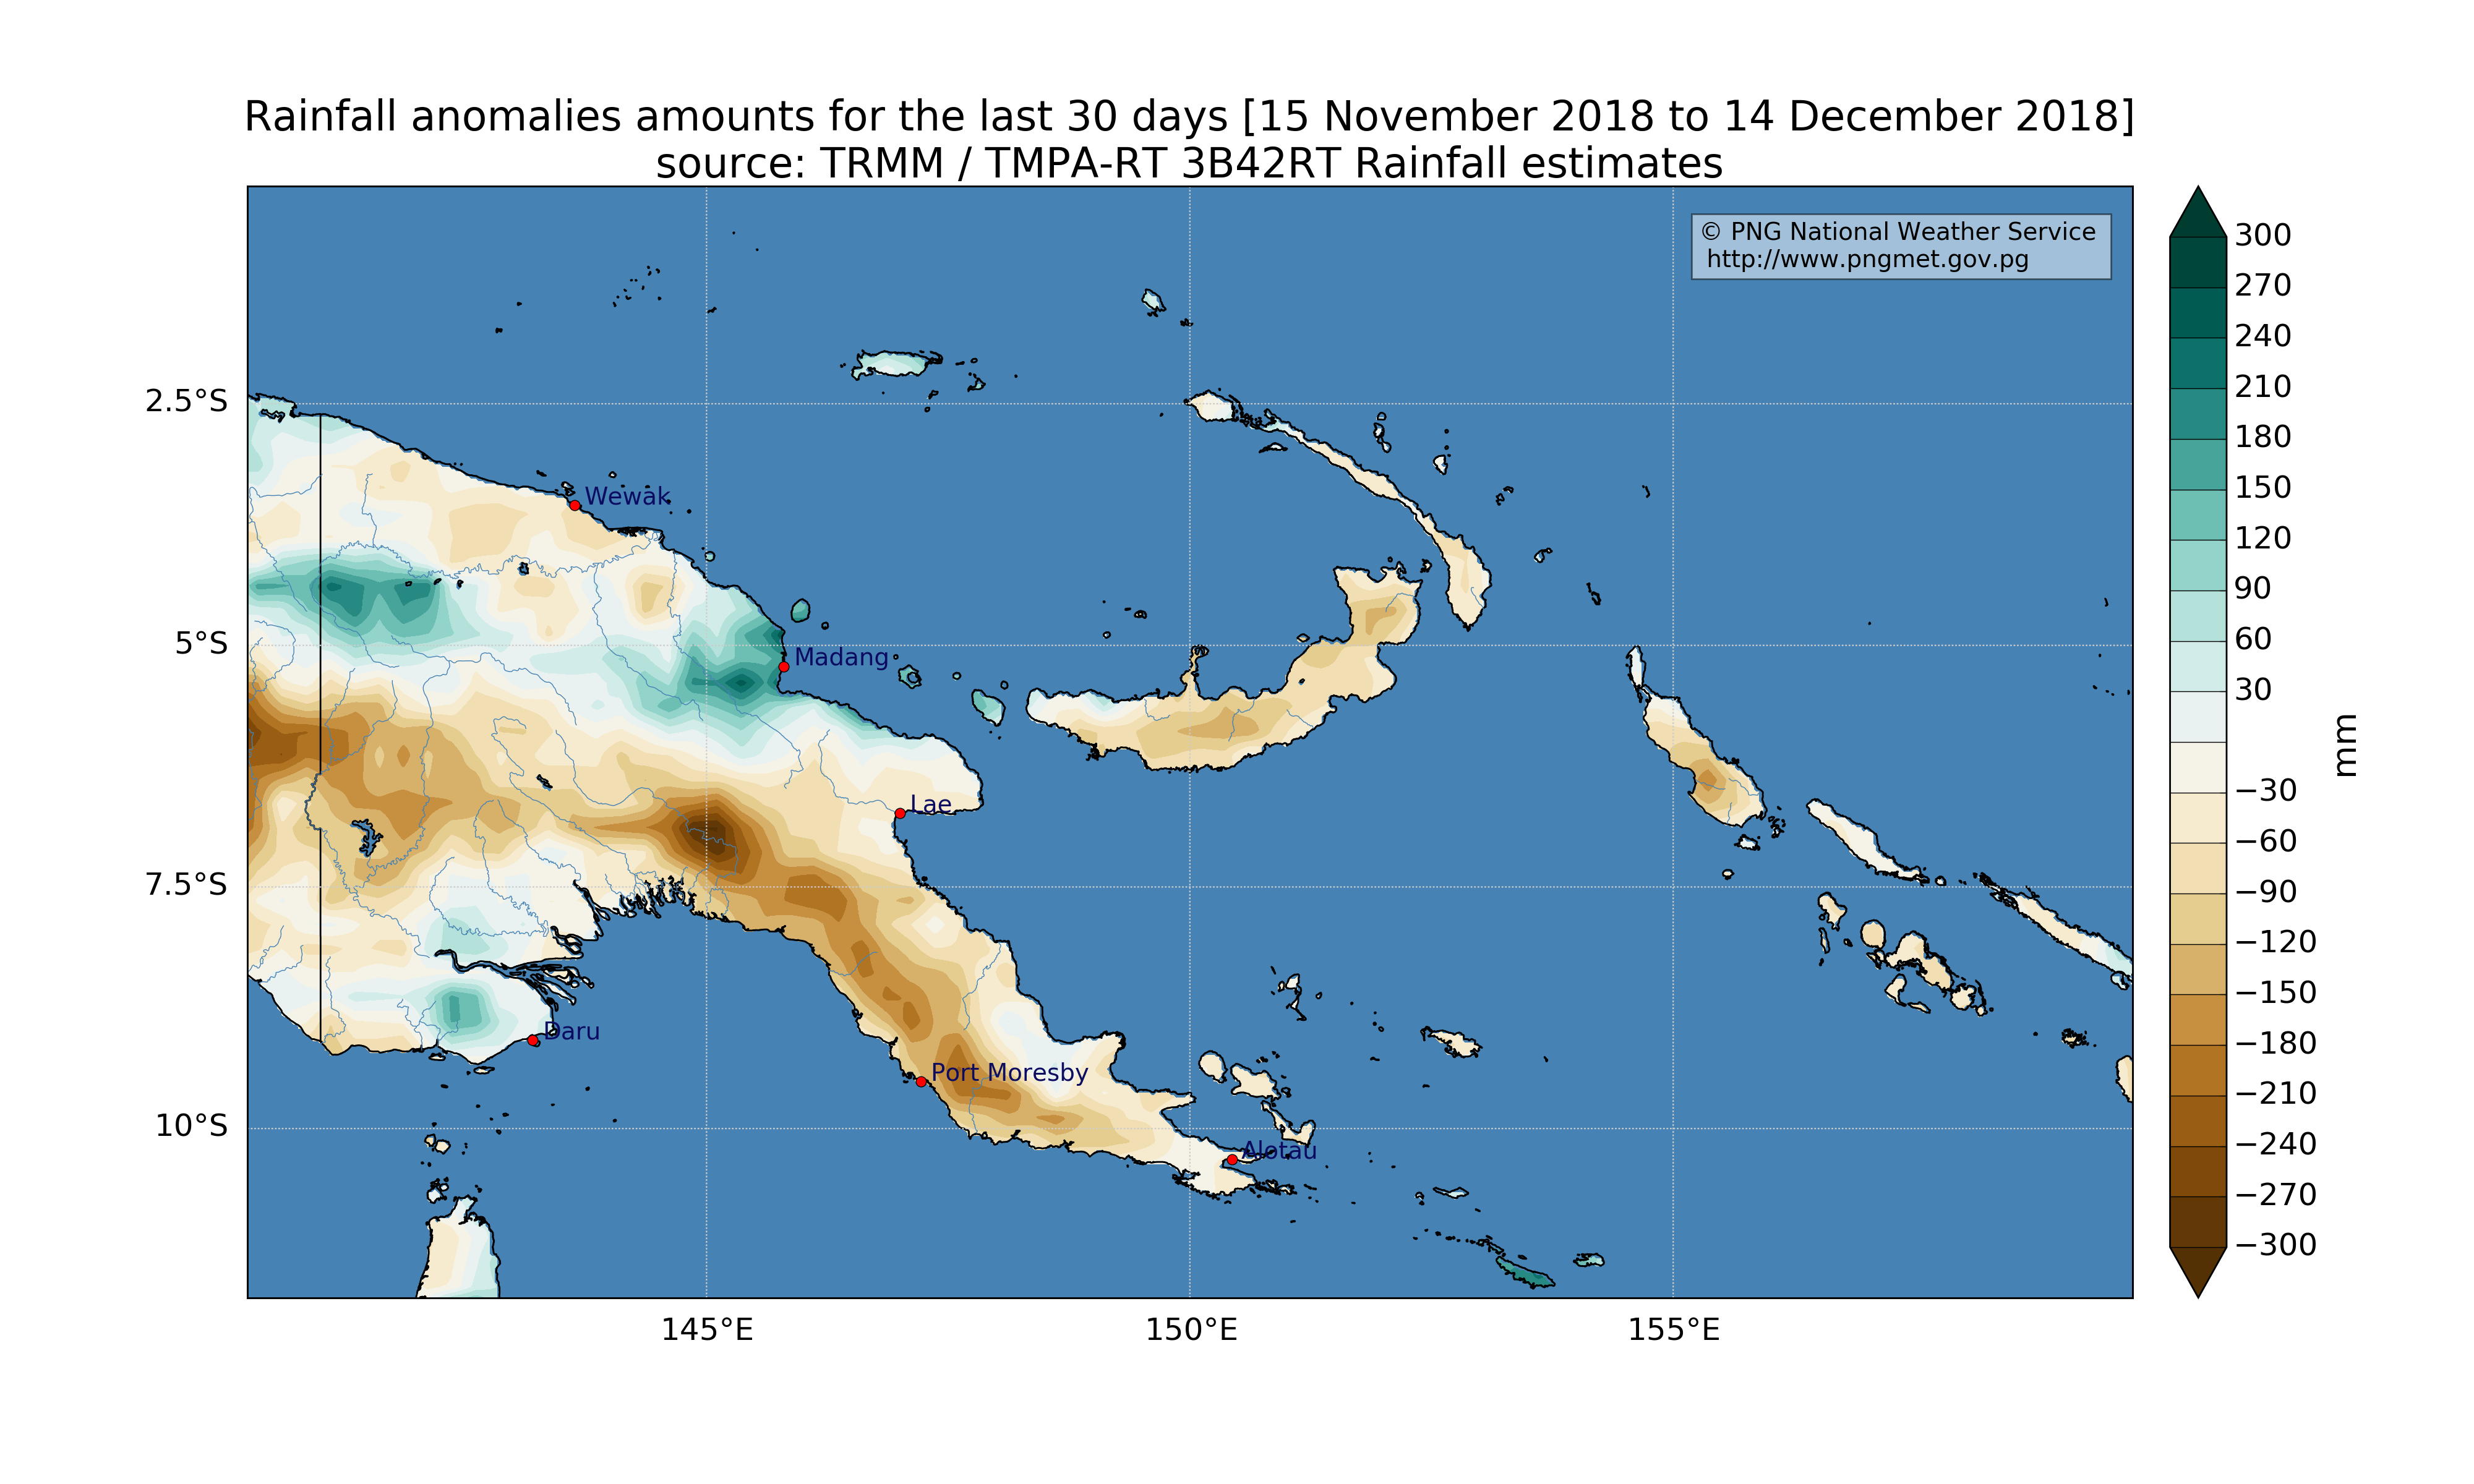 Rainfall anomalies amounts for the last 30 days [15 November 2018 to 14 December 2018]
source: TRMM / TMPA-RT 3B42RT Rainfall estimates
© PNG National Weather Service
http://www.pngmet.gov.pg
2.5°S
5°S
7.5°S
10°S
Wewak
Madang
Lae
Daru
Port Moresby
Alotau
145°E
150°E
155°E
300
270
240
210
180
150
120
90
60
30
−30
−60
−90
−120
−150
−180
−210
−240
−270
−300
mm